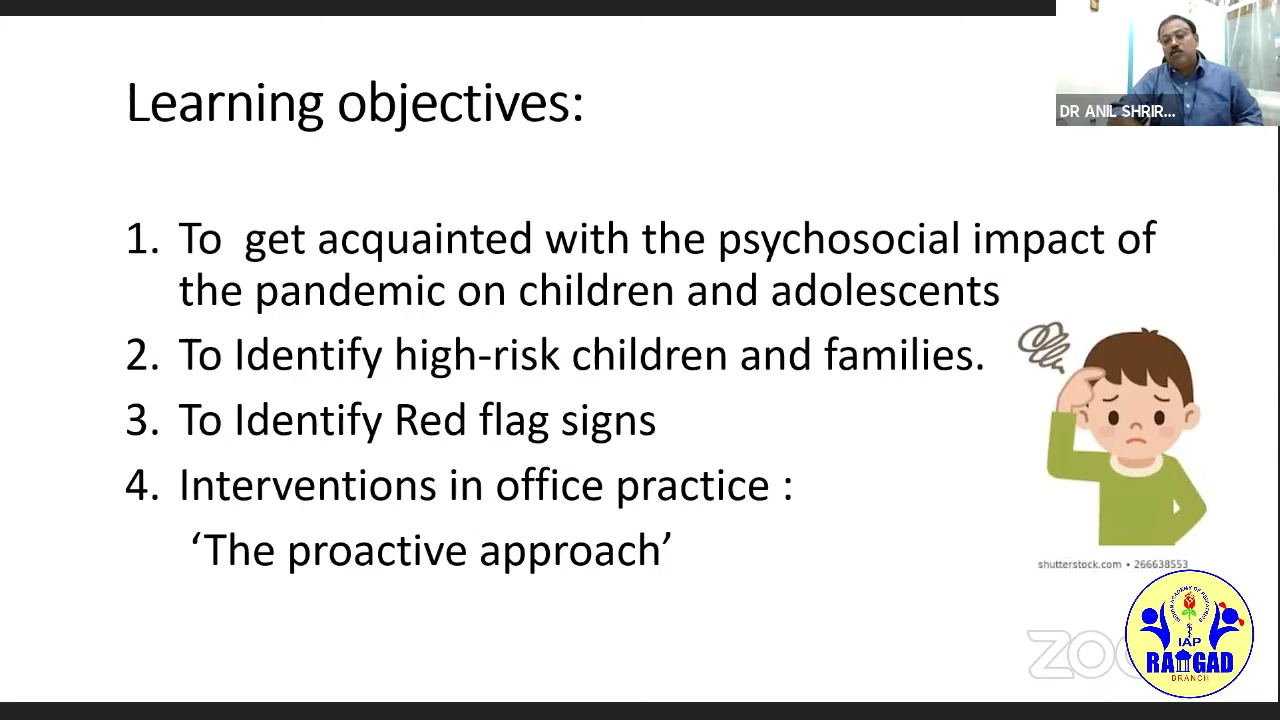 DR ANIL SHRIR...
Learning objectives:
1. To get acquainted with the psychosocial impact of
the pandemic on children and adolescents
2. To Identify high-risk children and families.
3. To Identify Red flag signs
4. Interventions in office practice :
‘The proactive approach’
shutterstock.com • 266638553
IAP
RAIGAD
BRANCH